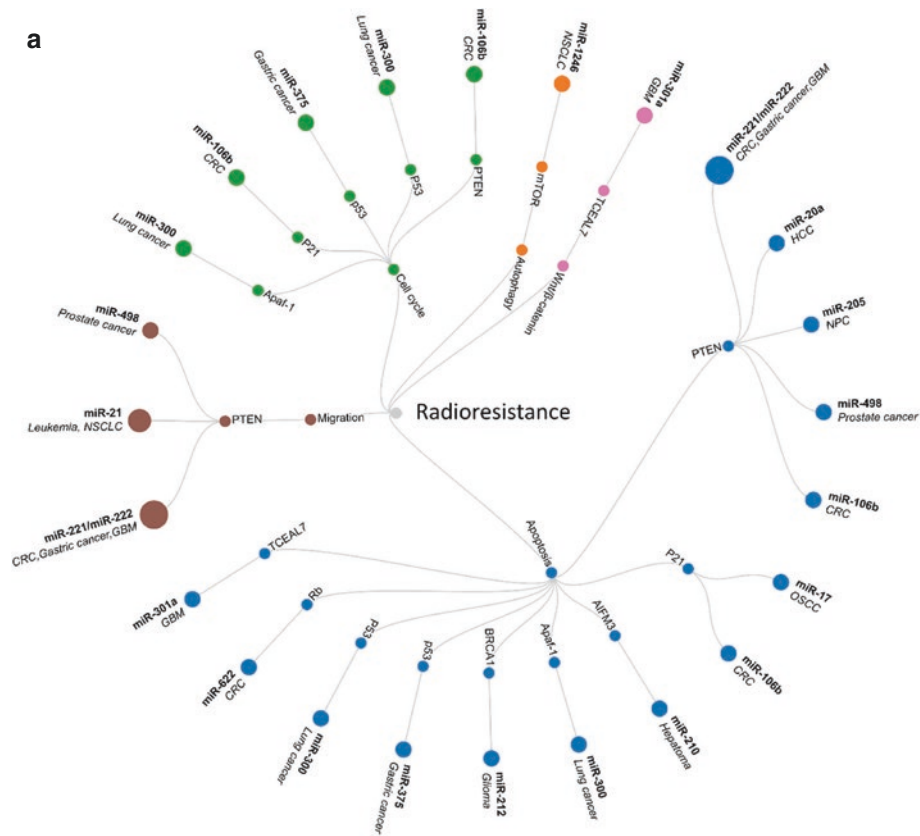 a
miR-300
Lung cancer
Apaf-1
miR-106b
CRC
P21
miR-375
Gastric cancer
p53
miR-300
Lung cancer
P53
miR-106b
CRC
PTEN
Cell cycle
miR-1246
NSCLC
mTOR
Autophagy
miR-301a
GBM
TCEAL7
Wnt/β-catenin
miR-221/miR-222
CRC,Gastric cancer,GBM
miR-20a
HCC
miR-205
NPC
PTEN
miR-498
Prostate cancer
miR-106b
CRC
miR-498
Prostate cancer
miR-21
Leukemia, NSCLC
miR-221/miR-222
CRC,Gastric cancer,GBM
PTEN
Migration
Radioresistance
Apoptosis
TCEAL7
miR-301a
GBM
Rb
miR-622
CRC
P53
miR-300
Lung cancer
p53
miR-375
Gastric cancer
BRCA1
miR-212
Glioma
Apaf-1
miR-300
Lung cancer
AIFM3
miR-210
Hepatoma
P21
miR-17
OSCC
miR-106b
CRC